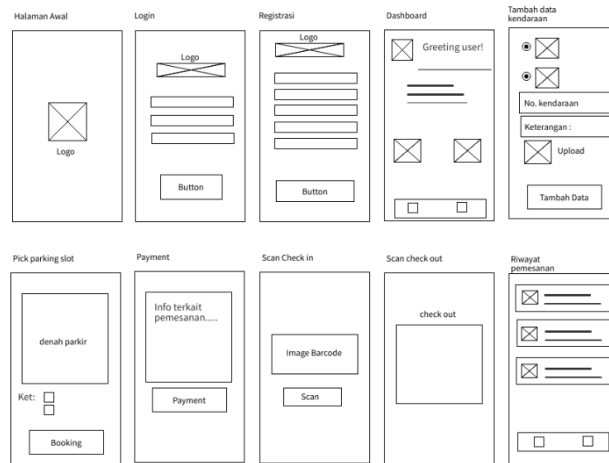 Halaman Awal
Logo
Login
Logo
Button
Registrasi
Logo
Button
Dashboard
Greeting user!
Tambah data
kendaraan
No. kendaraan
Keterangan :
Upload
Tambah Data
Pick parking slot
denah parkir
Ket:
Booking
Payment
Info terkait
pemesanan.....
Payment
Scan Check in
Image Barcode
Scan
Scan check out
check out
Riwayat
pemesanan